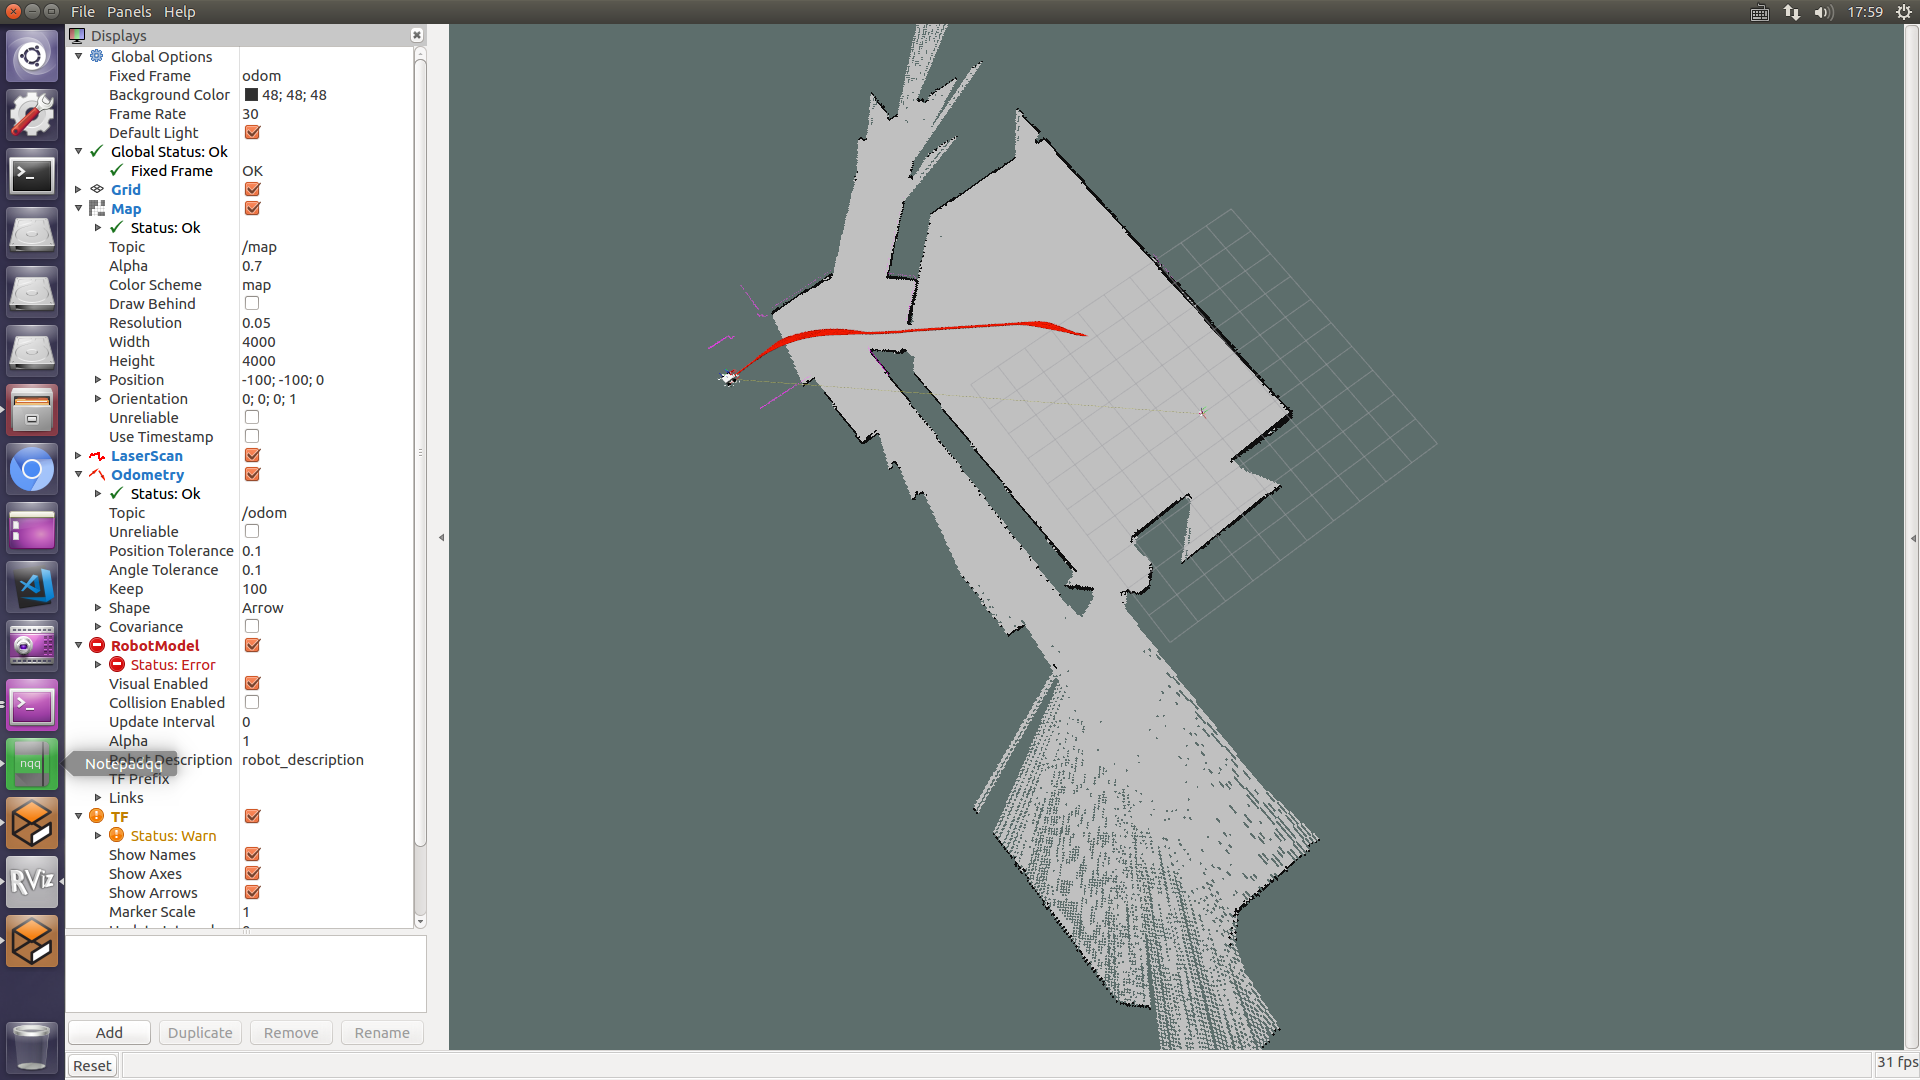 File Panels Help 17:59
Displays
Global Options
Fixed Frame odom
Background Color 48; 48; 48
Frame Rate 30
Default Light
Global Status: Ok
Fixed Frame OK
Grid
Map
Status: Ok
Topic /map
Alpha 0.7
Color Scheme map
Draw Behind
Resolution 0.05
Width 4000
Height 4000
Position -100; -100; 0
Orientation 0; 0; 0; 1
Unreliable
Use Timestamp
LaserScan
Odometry
Status: Ok
Topic /odom
Unreliable
Position Tolerance 0.1
Angle Tolerance 0.1
Keep 100
Shape Arrow
Covariance
RobotModel
Status: Error
Visual Enabled
Collision Enabled
Update Interval 0
Alpha 1
Robot Description robot_description
nqq Notepadqq
TF Prefix
Links
TF
Status: Warn
Show Names
Show Axes
RViz
Show Arrows
Marker Scale 1
Add Duplicate Remove Rename
Reset 31 fps